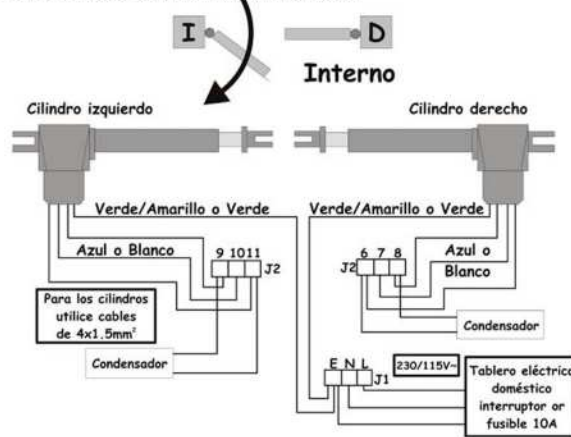 I
D
Interno
Cilindro izquierdo
Cilindro derecho
Verde/Amarillo o Verde
Verde/Amarillo o Verde
Azul o Blanco
9 10 11
J2
6 7 8
J2
Azul o
Blanco
Para los cilindros
utilice cables
de 4x1.5mm²
Condensador
Condensador
E N L
J1
230/115V~
Tablero eléctrico
doméstico
interruptor or
fusible 10A